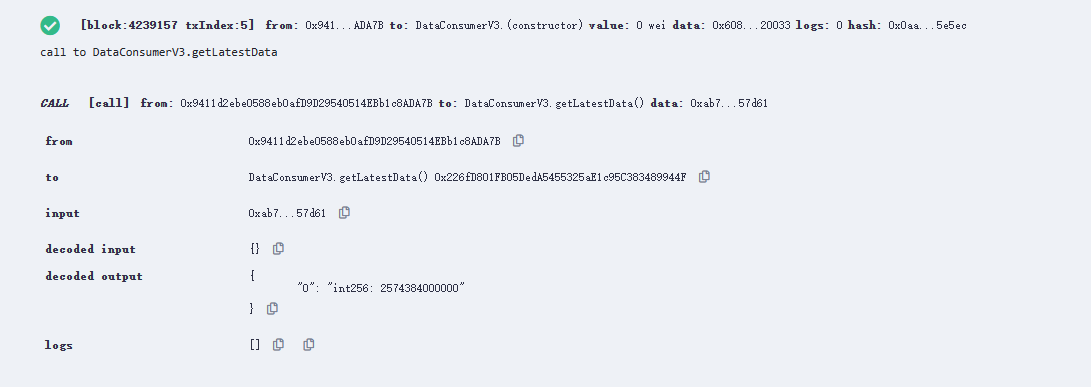 [block:4239157 txIndex:5] from: 0x941...ADA7B to: DataConsumerV3.(constructor) value: 0 wei data: 0x608...20033 logs: 0 hash: 0x0aa...5e5ec
call to DataConsumerV3.getLatestData
CALL [call] from: 0x9411d2ebe0588eb0afD9D29540514EBb1c8ADA7B to: DataConsumerV3.getLatestData() data: 0xab7...57d61
from 0x9411d2ebe0588eb0afD9D29540514EBb1c8ADA7B
to DataConsumerV3.getLatestData() 0x226fD801FB05DedA5455325aE1c95C383489944F
input 0xab7...57d61
decoded input {}
decoded output {
"0": "int256: 2574384000000"
}
logs []